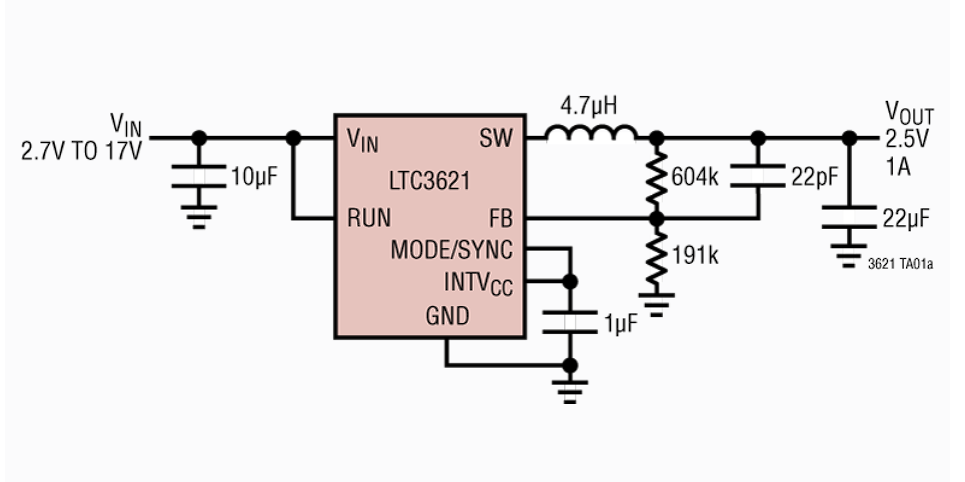 4.7µH
VIN
2.7V TO 17V
VOUT
2.5V
1A
VIN
SW
10µF
LTC3621
604k
22pF
RUN
FB
22µF
MODE/SYNC
191k
3621 TA01a
INTVCC
GND
1µF